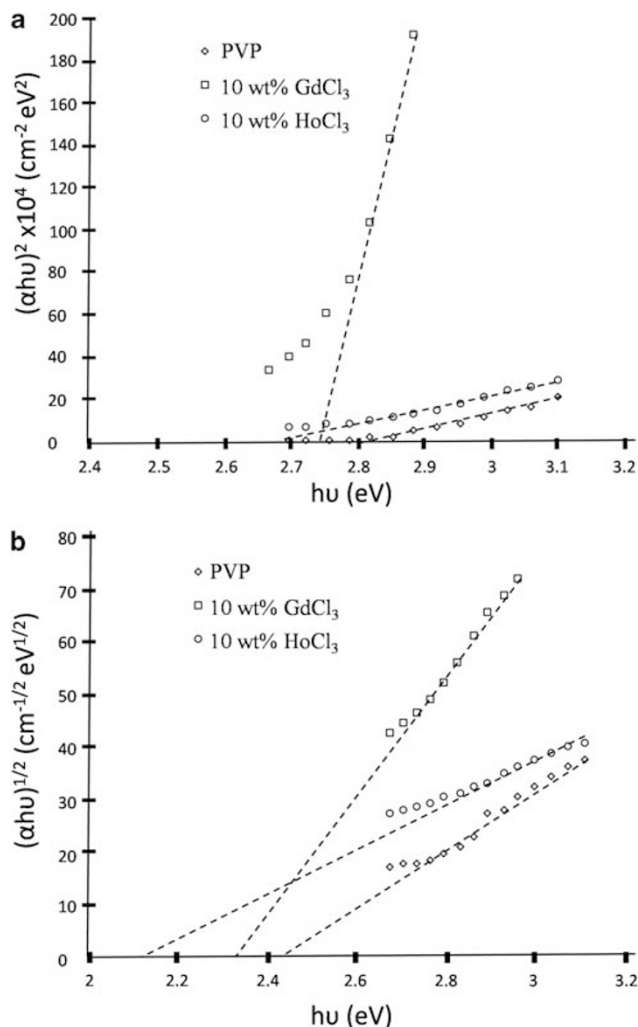 a
(αhυ)² x10⁴ (cm⁻² eV²)
200
180
160
140
120
100
80
60
40
20
0
PVP
10 wt% GdCl₃
10 wt% HoCl₃
2.4 2.5 2.6 2.7 2.8 2.9 3 3.1 3.2
hυ (eV)
b
(αhυ)¹/² (cm⁻¹/² eV¹/²)
80
70
60
50
40
30
20
10
0
PVP
10 wt% GdCl₃
10 wt% HoCl₃
2 2.2 2.4 2.6 2.8 3 3.2
hυ (eV)